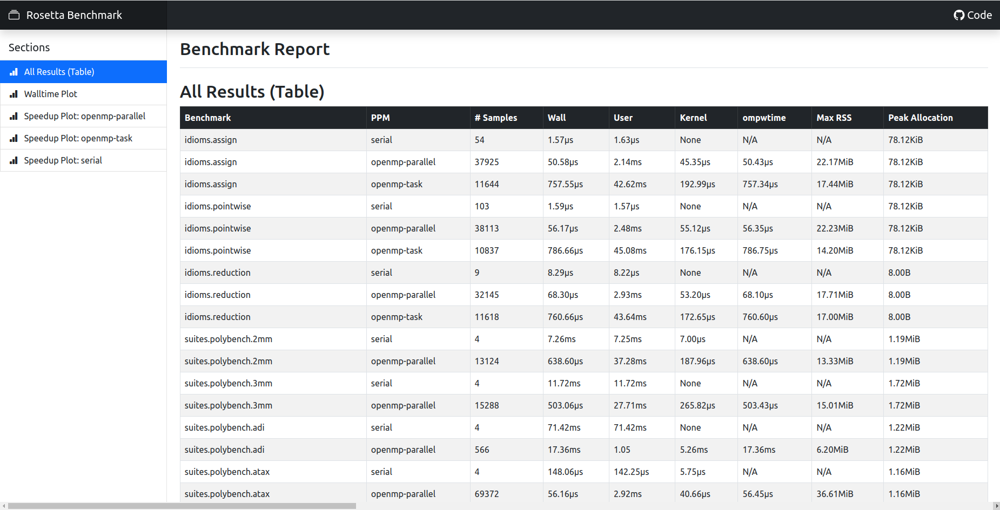 Rosetta Benchmark
Code
Sections
All Results (Table)
Walltime Plot
Speedup Plot: openmp-parallel
Speedup Plot: openmp-task
Speedup Plot: serial
Benchmark Report
All Results (Table)
Benchmark PPM # Samples Wall User Kernel ompwtime Max RSS Peak Allocation
idioms.assign serial 54 1.57µs 1.63µs None N/A N/A 78.12KiB
idioms.assign openmp-parallel 37925 50.58µs 2.14ms 45.35µs 50.43µs 22.17MiB 78.12KiB
idioms.assign openmp-task 11644 757.55µs 42.62ms 192.99µs 757.34µs 17.44MiB 78.12KiB
idioms.pointwise serial 103 1.59µs 1.57µs None N/A N/A 78.12KiB
idioms.pointwise openmp-parallel 38113 56.17µs 2.48ms 55.12µs 56.35µs 22.23MiB 78.12KiB
idioms.pointwise openmp-task 10837 786.66µs 45.08ms 176.15µs 786.75µs 14.20MiB 78.12KiB
idioms.reduction serial 9 8.29µs 8.22µs None N/A N/A 8.00B
idioms.reduction openmp-parallel 32145 68.30µs 2.93ms 53.20µs 68.10µs 17.71MiB 8.00B
idioms.reduction openmp-task 11618 760.66µs 43.64ms 172.65µs 760.60µs 17.00MiB 8.00B
suites.polybench.2mm serial 4 7.26ms 7.25ms 7.00µs N/A N/A 1.19MiB
suites.polybench.2mm openmp-parallel 13124 638.60µs 37.28ms 187.96µs 638.60µs 13.33MiB 1.19MiB
suites.polybench.3mm serial 4 11.72ms 11.72ms None N/A N/A 1.72MiB
suites.polybench.3mm openmp-parallel 15288 503.06µs 27.71ms 265.82µs 503.43µs 15.01MiB 1.72MiB
suites.polybench.adi serial 4 71.42ms 71.42ms None N/A N/A 1.22MiB
suites.polybench.adi openmp-parallel 566 17.36ms 1.05 5.26ms 17.36ms 6.20MiB 1.22MiB
suites.polybench.atax serial 4 148.06µs 142.25µs 5.75µs N/A N/A 1.16MiB
suites.polybench.atax openmp-parallel 69372 56.16µs 2.92ms 40.66µs 56.45µs 36.61MiB 1.16MiB